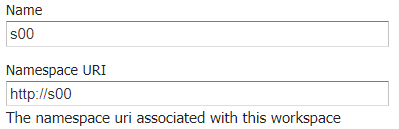 Name
s00
Namespace URI
http://s00
The namespace uri associated with this workspace